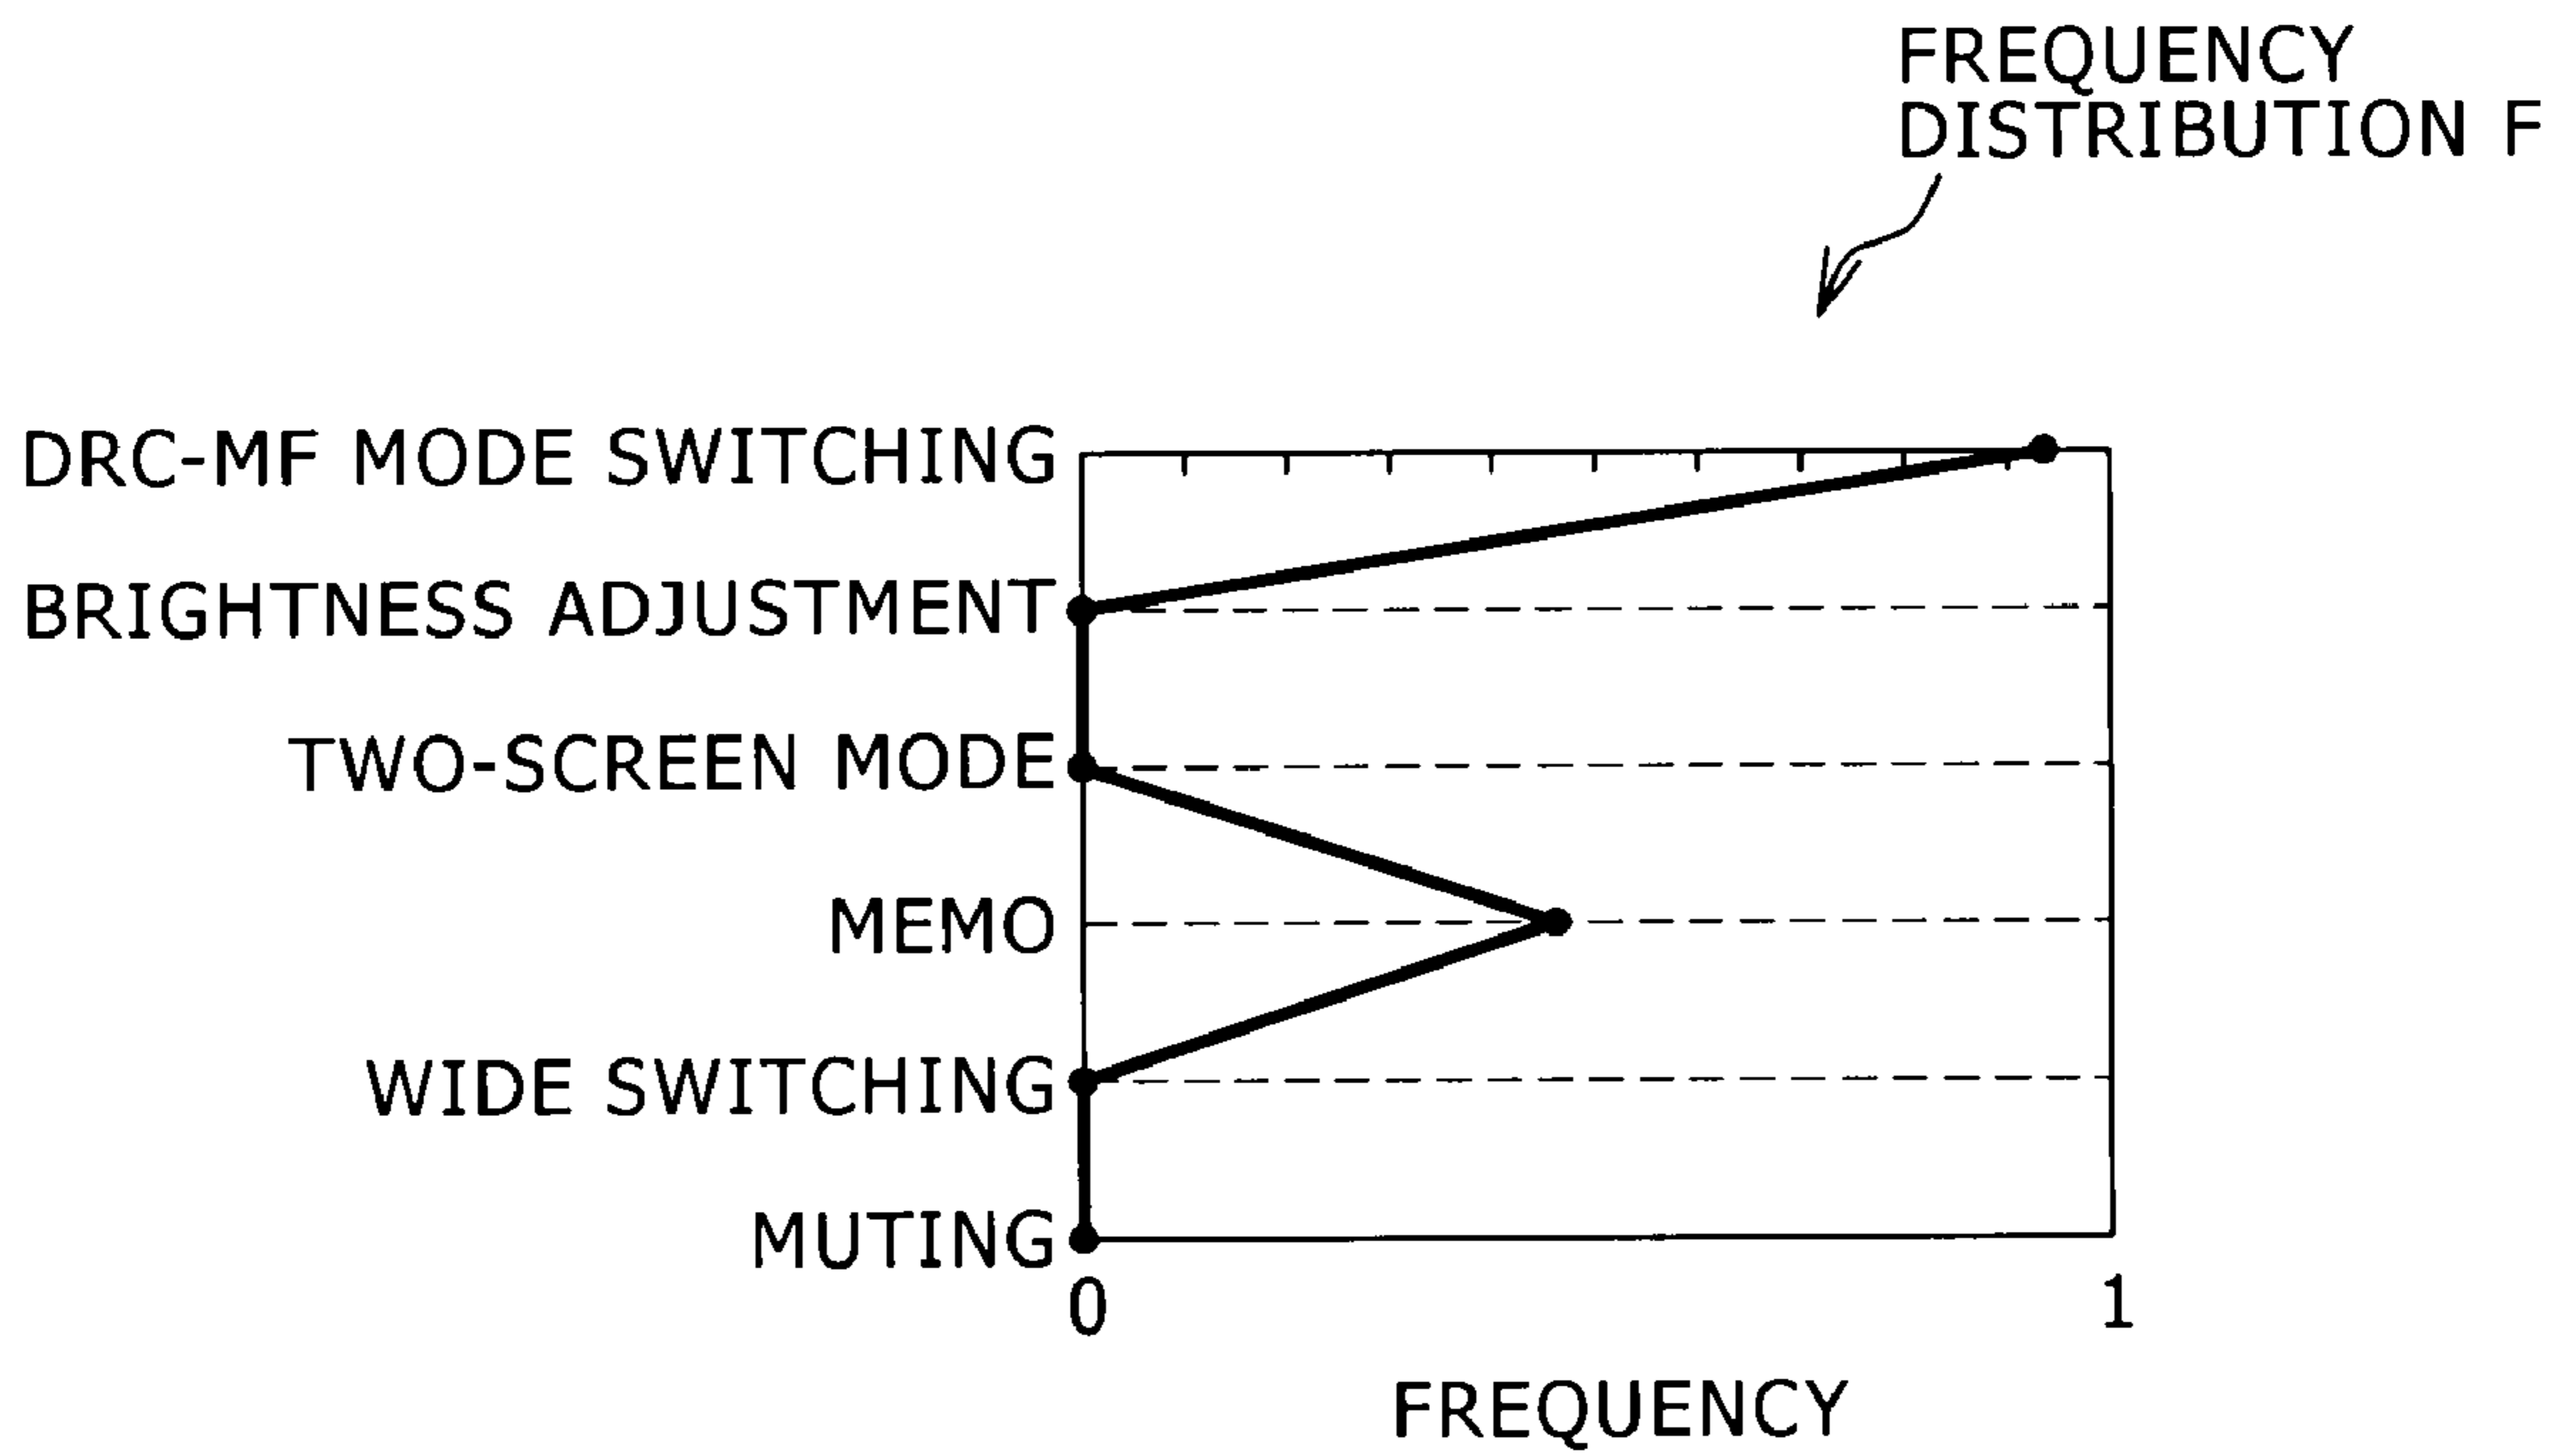 FREQUENCY
DISTRIBUTION F
DRC-MF MODE SWITCHING
BRIGHTNESS ADJUSTMENT
TWO-SCREEN MODE
MEMO
WIDE SWITCHING
MUTING
0 1
FREQUENCY